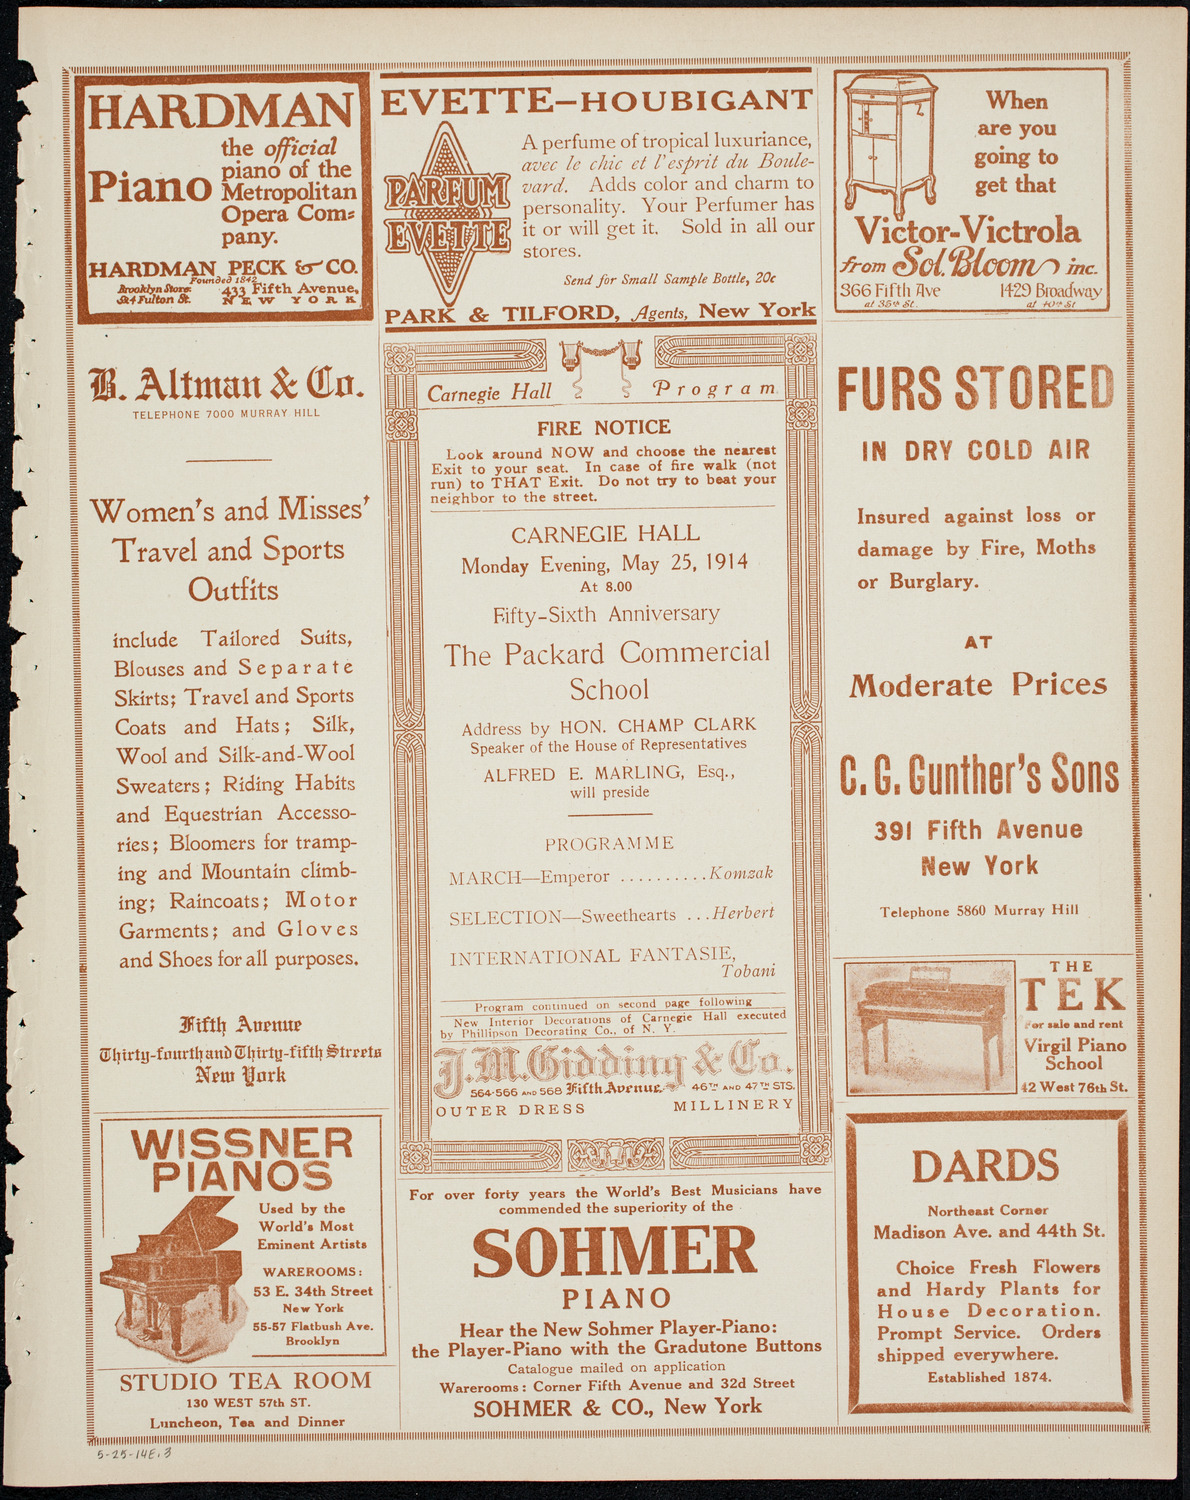 HARDMAN
Piano
the official
piano of the
Metropolitan
Opera Com=
pany.
HARDMAN PECK & CO.
Founded 1842
Brooklyn Store:
433 Fifth Avenue,
524 Fulton St.
NEW YORK
EVETTE–HOUBIGANT
PARFUM
EVETTE
A perfume of tropical luxuriance,
avec le chic et l'esprit du Boule-
vard. Adds color and charm to
personality. Your Perfumer has
it or will get it. Sold in all our
stores.
Send for Small Sample Bottle, 20c
PARK & TILFORD, Agents, New York
When
are you
going to
get that
Victor-Victrola
from Sol. Bloom inc.
366 Fifth Ave
1429 Broadway
at 35th St.
at 40th St
B. Altman & Co.
TELEPHONE 7000 MURRAY HILL
Women's and Misses'
Travel and Sports
Outfits
include Tailored Suits,
Blouses and Separate
Skirts; Travel and Sports
Coats and Hats; Silk,
Wool and Silk-and-Wool
Sweaters; Riding Habits
and Equestrian Accesso-
ries; Bloomers for tramp-
ing and Mountain climb-
ing; Raincoats; Motor
Garments; and Gloves
and Shoes for all purposes.
Fifth Avenue
Thirty-fourth and Thirty-fifth Streets
New York
WISSNER
PIANOS
Used by the
World's Most
Eminent Artists
WAREROOMS:
53 E. 34th Street
New York
55-57 Flatbush Ave.
Brooklyn
STUDIO TEA ROOM
130 WEST 57th ST.
Luncheon, Tea and Dinner
Carnegie Hall Program
FIRE NOTICE
Look around NOW and choose the nearest
Exit to your seat. In case of fire walk (not
run) to THAT Exit. Do not try to beat your
neighbor to the street.
CARNEGIE HALL
Monday Evening, May 25, 1914
At 8.00
Fifty-Sixth Anniversary
The Packard Commercial
School
Address by HON. CHAMP CLARK
Speaker of the House of Representatives
ALFRED E. MARLING, Esq.,
will preside
PROGRAMME
MARCH—Emperor ..........Komzak
SELECTION—Sweethearts ...Herbert
INTERNATIONAL FANTASIE,
Tobani
Program continued on second page following
New Interior Decorations of Carnegie Hall executed
by Phillipson Decorating Co., of N. Y.
J. M. Gidding & Co.
564-566 AND 568 Fifth Avenue 46TH AND 47TH STS.
OUTER DRESS MILLINERY
For over forty years the World's Best Musicians have
commended the superiority of the
SOHMER
PIANO
Hear the New Sohmer Player-Piano:
the Player-Piano with the Gradutone Buttons
Catalogue mailed on application
Warerooms: Corner Fifth Avenue and 32d Street
SOHMER & CO., New York
FURS STORED
IN DRY COLD AIR
Insured against loss or
damage by Fire, Moths
or Burglary.
AT
Moderate Prices
C. G. Gunther's Sons
391 Fifth Avenue
New York
Telephone 5860 Murray Hill
THE
TEK
For sale and rent
Virgil Piano
School
42 West 76th St.
DARDS
Northeast Corner
Madison Ave. and 44th St.
Choice Fresh Flowers
and Hardy Plants for
House Decoration.
Prompt Service. Orders
shipped everywhere.
Established 1874.
5-25-14E.3